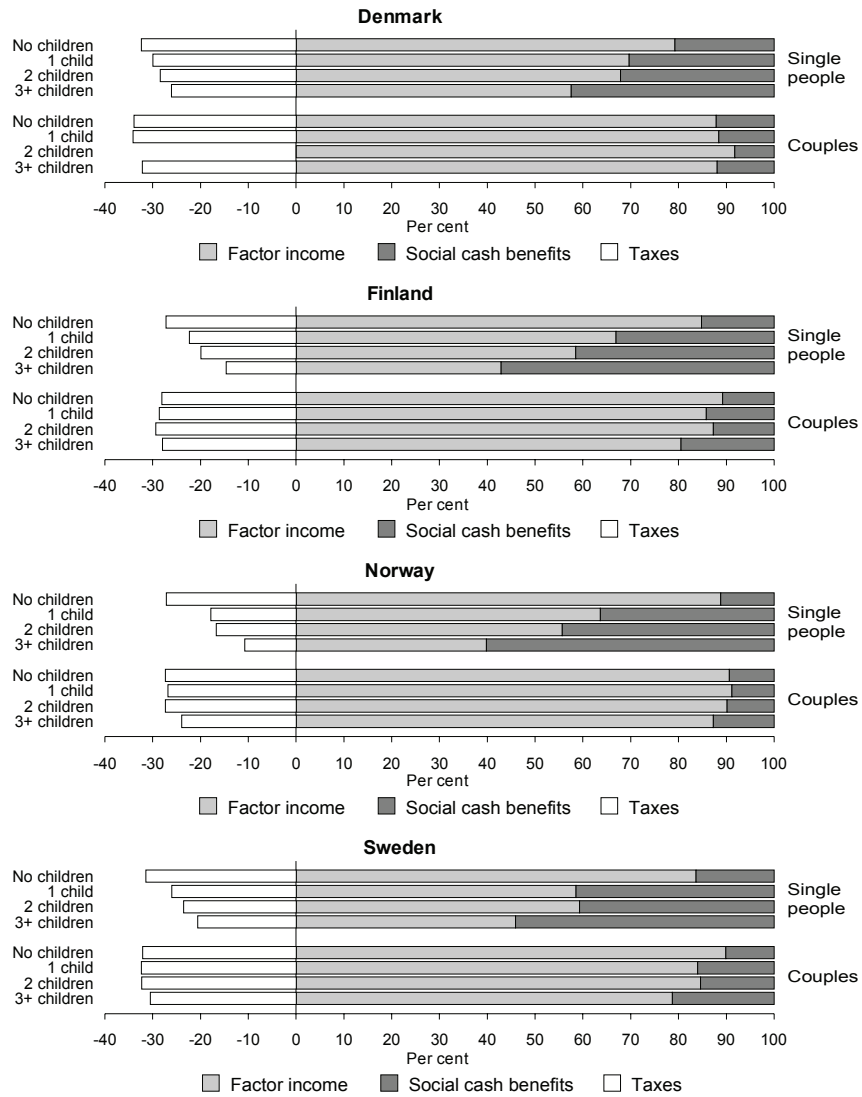 Denmark
No children
1 child
2 children
3+ children
Single
people
No children
1 child
2 children
3+ children
Couples
-40 -30 -20 -10 0 10 20 30 40 50 60 70 80 90 100
Per cent
Factor income Social cash benefits Taxes
Finland
No children
1 child
2 children
3+ children
Single
people
No children
1 child
2 children
3+ children
Couples
-40 -30 -20 -10 0 10 20 30 40 50 60 70 80 90 100
Per cent
Factor income Social cash benefits Taxes
Norway
No children
1 child
2 children
3+ children
Single
people
No children
1 child
2 children
3+ children
Couples
-40 -30 -20 -10 0 10 20 30 40 50 60 70 80 90 100
Per cent
Factor income Social cash benefits Taxes
Sweden
No children
1 child
2 children
3+ children
Single
people
No children
1 child
2 children
3+ children
Couples
-40 -30 -20 -10 0 10 20 30 40 50 60 70 80 90 100
Per cent
Factor income Social cash benefits Taxes